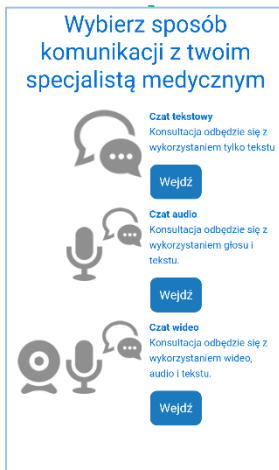 Wybierz sposób
komunikacji z twoim
specjalistą medycznym
Czat tekstowy
Konsultacja odbędzie się z
wykorzystaniem tylko tekstu
Wejdź
Czat audio
Konsultacja odbędzie się z
wykorzystaniem głosu i
tekstu.
Wejdź
Czat wideo
Konsultacja odbędzie się z
wykorzystaniem wideo,
audio i tekstu.
Wejdź